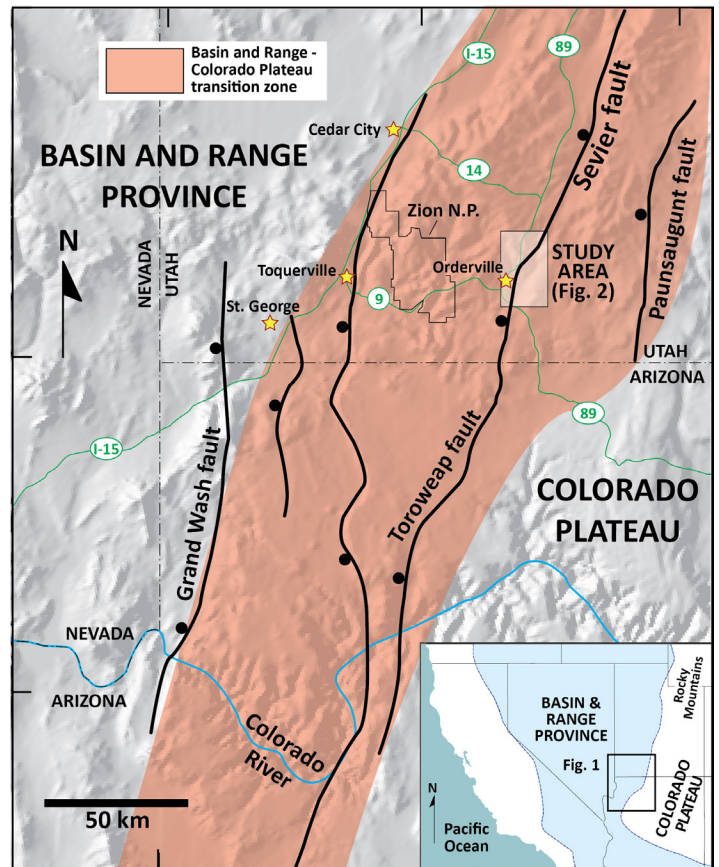 Basin and Range -
Colorado Plateau
transition zone
I-15
89
Sevier fault
Cedar City
BASIN AND RANGE
PROVINCE
14
Paunsaugunt fault
Zion N.P.
N
NEVADA
UTAH
Toquerville
Orderville
STUDY
AREA
(Fig. 2)
9
St. George
UTAH
ARIZONA
89
I-15
Grand Wash fault
Toroweap fault
COLORADO
PLATEAU
NEVADA
ARIZONA
Colorado
River
50 km
BASIN &
RANGE
PROVINCE
Rocky
Mountains
Fig. 1
COLORADO
PLATEAU
N
Pacific
Ocean